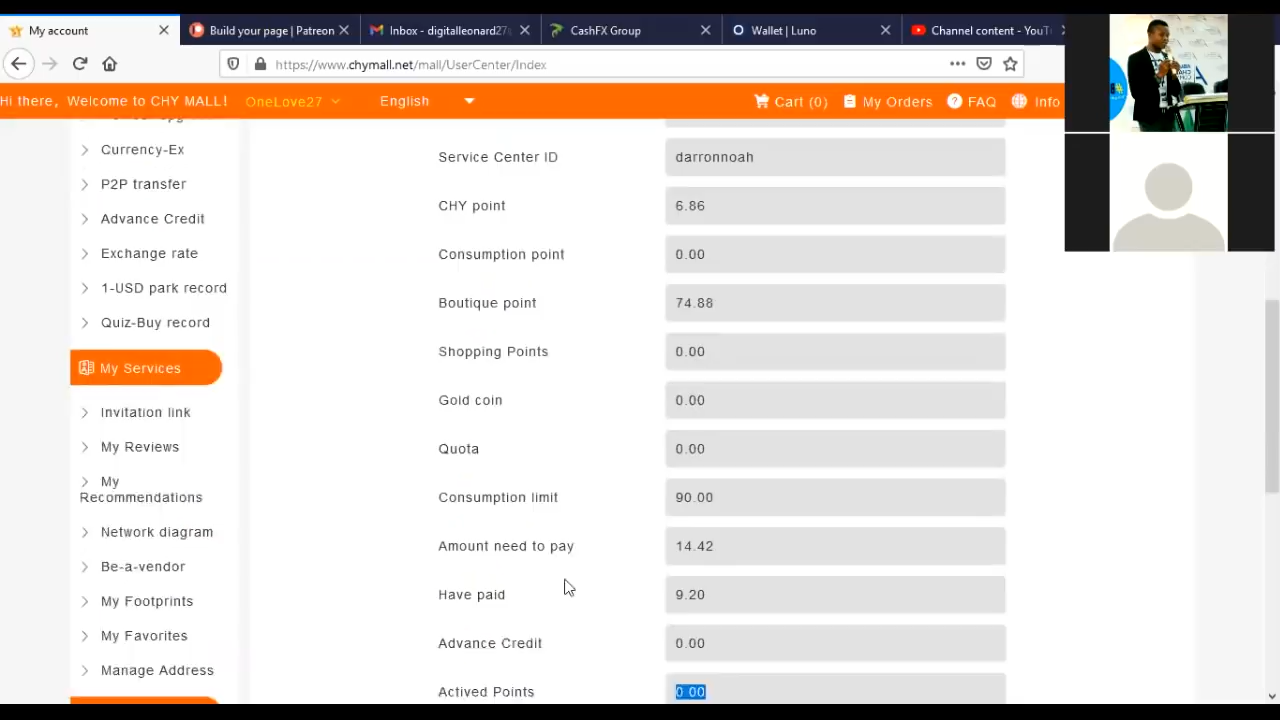 My account
Build your page | Patreon
Inbox - digitalleonard27
CashFX Group
Wallet | Luno
Channel content - YouT
https://www.chymall.net/mall/UserCenter/Index
Hi there, Welcome to CHY MALL!
OneLove27
English
Cart (0)
My Orders
FAQ
Info
Currency-Ex
P2P transfer
Advance Credit
Exchange rate
1-USD park record
Quiz-Buy record
My Services
Invitation link
My Reviews
My
Recommendations
Network diagram
Be-a-vendor
My Footprints
My Favorites
Manage Address
Service Center ID darronnoah
CHY point 6.86
Consumption point 0.00
Boutique point 74.88
Shopping Points 0.00
Gold coin 0.00
Quota 0.00
Consumption limit 90.00
Amount need to pay 14.42
Have paid 9.20
Advance Credit 0.00
Actived Points 0.00